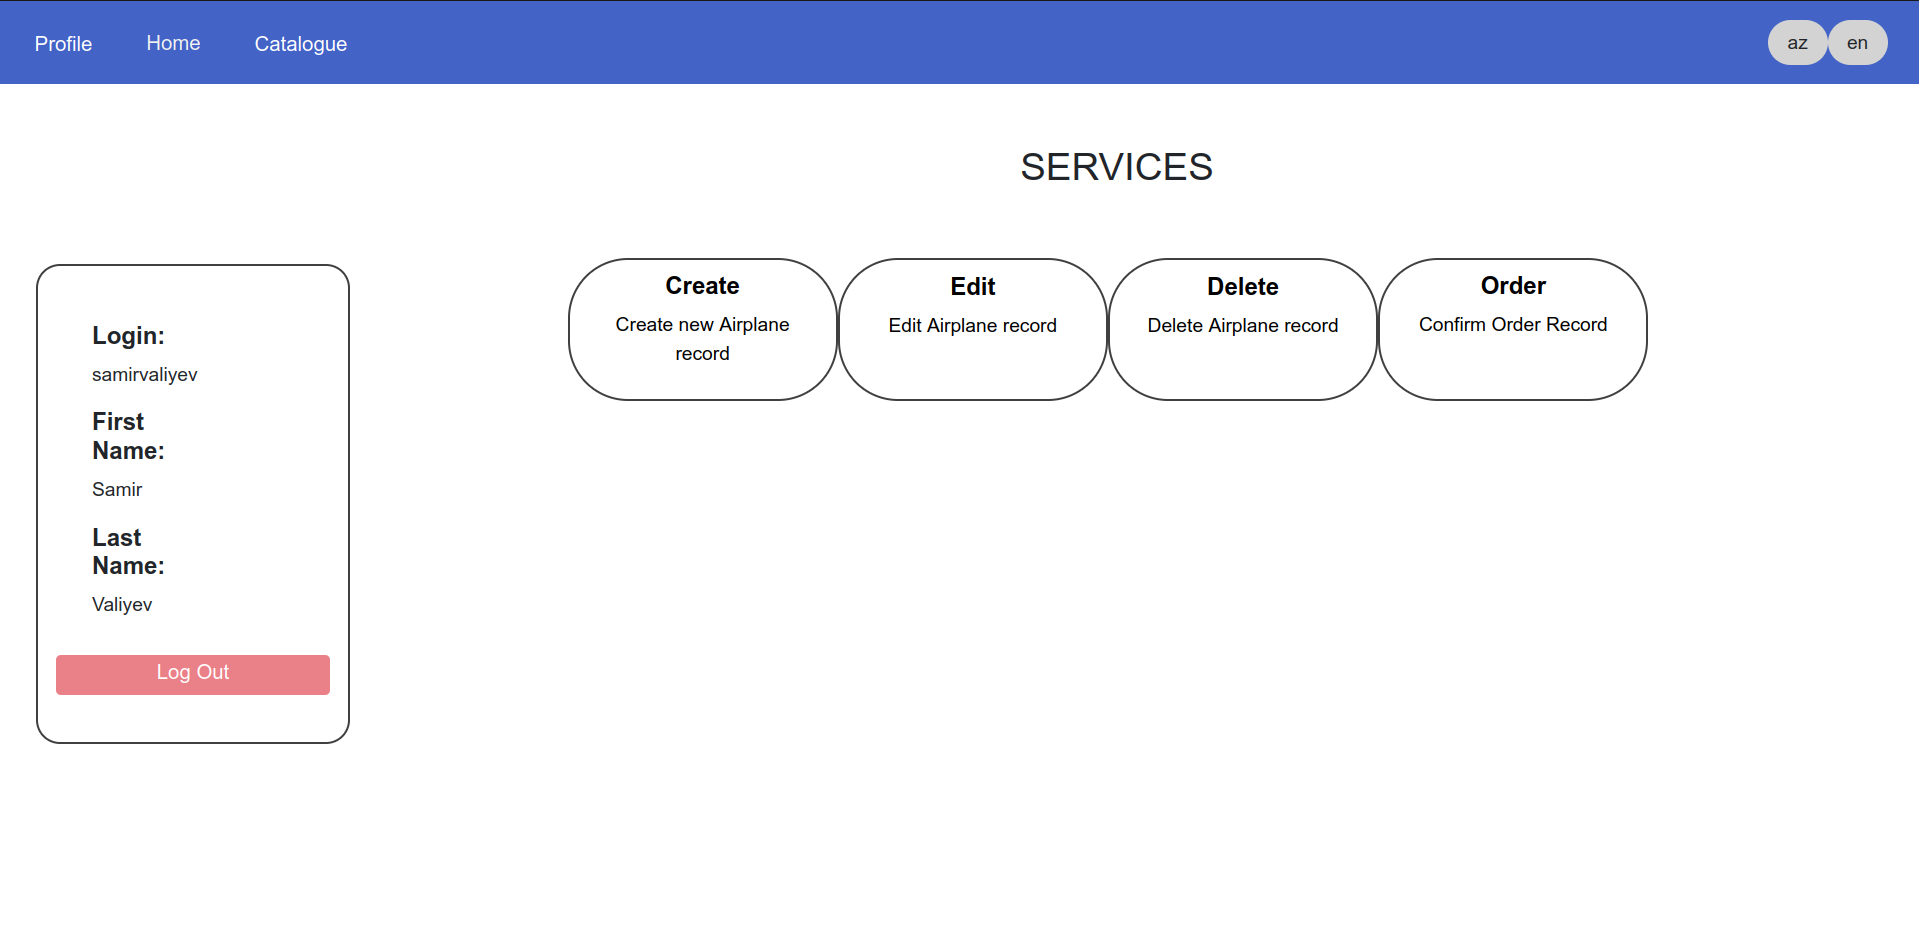 Profile
Home
Catalogue
az
en
SERVICES
Login:
samirvaliyev
First
Name:
Samir
Last
Name:
Valiyev
Log Out
Create
Create new Airplane
record
Edit
Edit Airplane record
Delete
Delete Airplane record
Order
Confirm Order Record